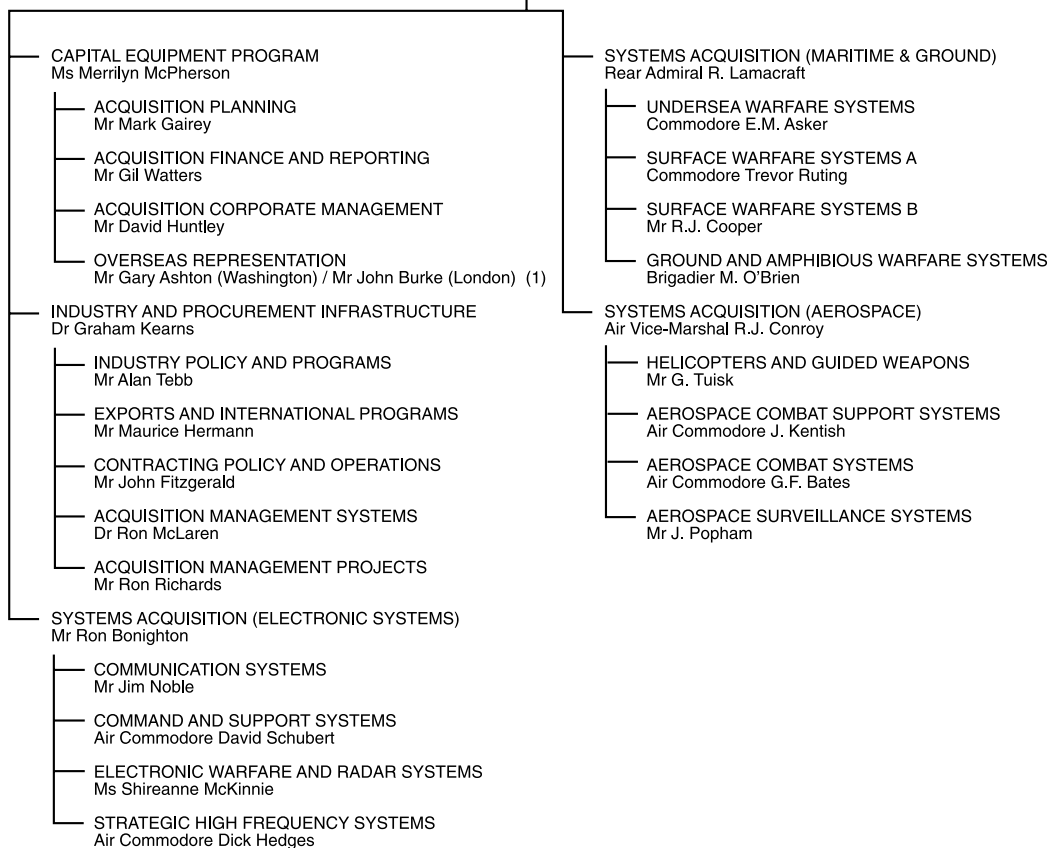 CAPITAL EQUIPMENT PROGRAM
Ms Merrilyn McPherson
ACQUISITION PLANNING
Mr Mark Gairey
ACQUISITION FINANCE AND REPORTING
Mr Gil Watters
ACQUISITION CORPORATE MANAGEMENT
Mr David Huntley
OVERSEAS REPRESENTATION
Mr Gary Ashton (Washington) / Mr John Burke (London) (1)
INDUSTRY AND PROCUREMENT INFRASTRUCTURE
Dr Graham Kearns
INDUSTRY POLICY AND PROGRAMS
Mr Alan Tebb
EXPORTS AND INTERNATIONAL PROGRAMS
Mr Maurice Hermann
CONTRACTING POLICY AND OPERATIONS
Mr John Fitzgerald
ACQUISITION MANAGEMENT SYSTEMS
Dr Ron McLaren
ACQUISITION MANAGEMENT PROJECTS
Mr Ron Richards
SYSTEMS ACQUISITION (ELECTRONIC SYSTEMS)
Mr Ron Bonighton
COMMUNICATION SYSTEMS
Mr Jim Noble
COMMAND AND SUPPORT SYSTEMS
Air Commodore David Schubert
ELECTRONIC WARFARE AND RADAR SYSTEMS
Ms Shireanne McKinnie
STRATEGIC HIGH FREQUENCY SYSTEMS
Air Commodore Dick Hedges
SYSTEMS ACQUISITION (MARITIME & GROUND)
Rear Admiral R. Lamacraft
UNDERSEA WARFARE SYSTEMS
Commodore E.M. Asker
SURFACE WARFARE SYSTEMS A
Commodore Trevor Ruting
SURFACE WARFARE SYSTEMS B
Mr R.J. Cooper
GROUND AND AMPHIBIOUS WARFARE SYSTEMS
Brigadier M. O'Brien
SYSTEMS ACQUISITION (AEROSPACE)
Air Vice-Marshal R.J. Conroy
HELICOPTERS AND GUIDED WEAPONS
Mr G. Tuisk
AEROSPACE COMBAT SUPPORT SYSTEMS
Air Commodore J. Kentish
AEROSPACE COMBAT SYSTEMS
Air Commodore G.F. Bates
AEROSPACE SURVEILLANCE SYSTEMS
Mr J. Popham